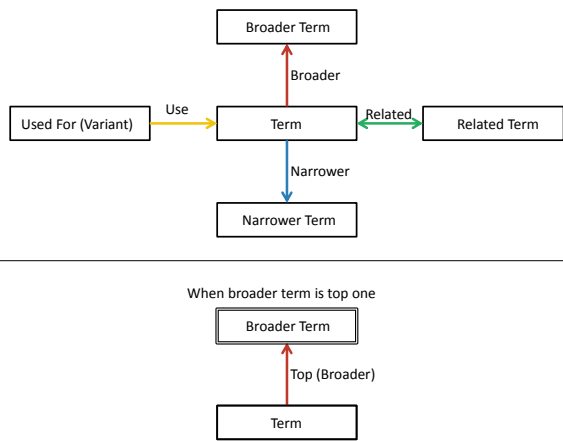 Broader Term
Broader
Used For (Variant)
Use
Term
Related
Related Term
Narrower
Narrower Term
When broader term is top one
Broader Term
Top (Broader)
Term